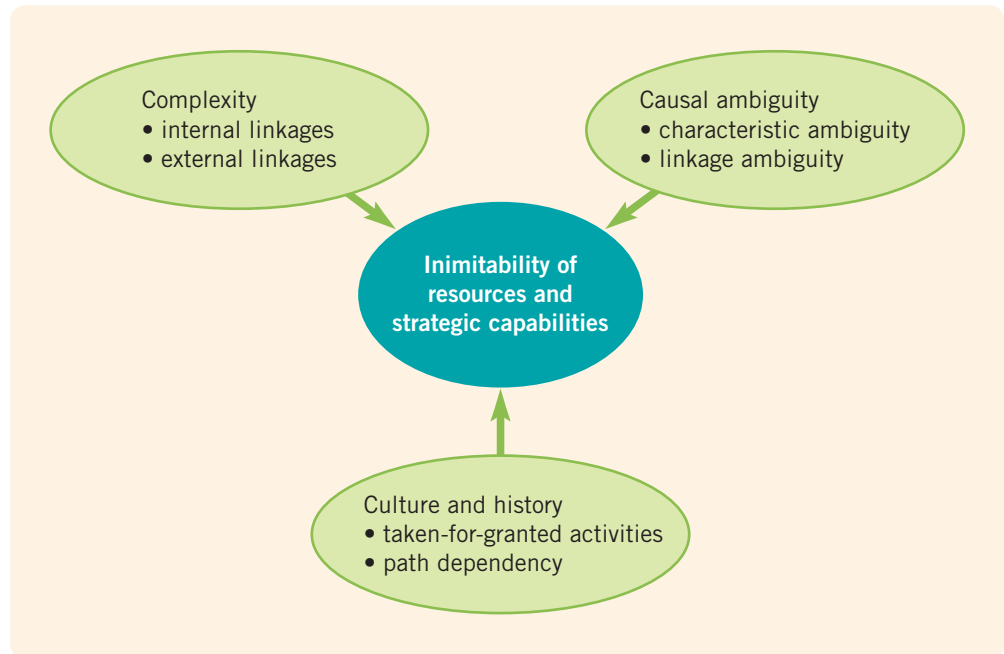 Complexity
• internal linkages
• external linkages
Causal ambiguity
• characteristic ambiguity
• linkage ambiguity
Inimitability of
resources and
strategic capabilities
Culture and history
• taken-for-granted activities
• path dependency